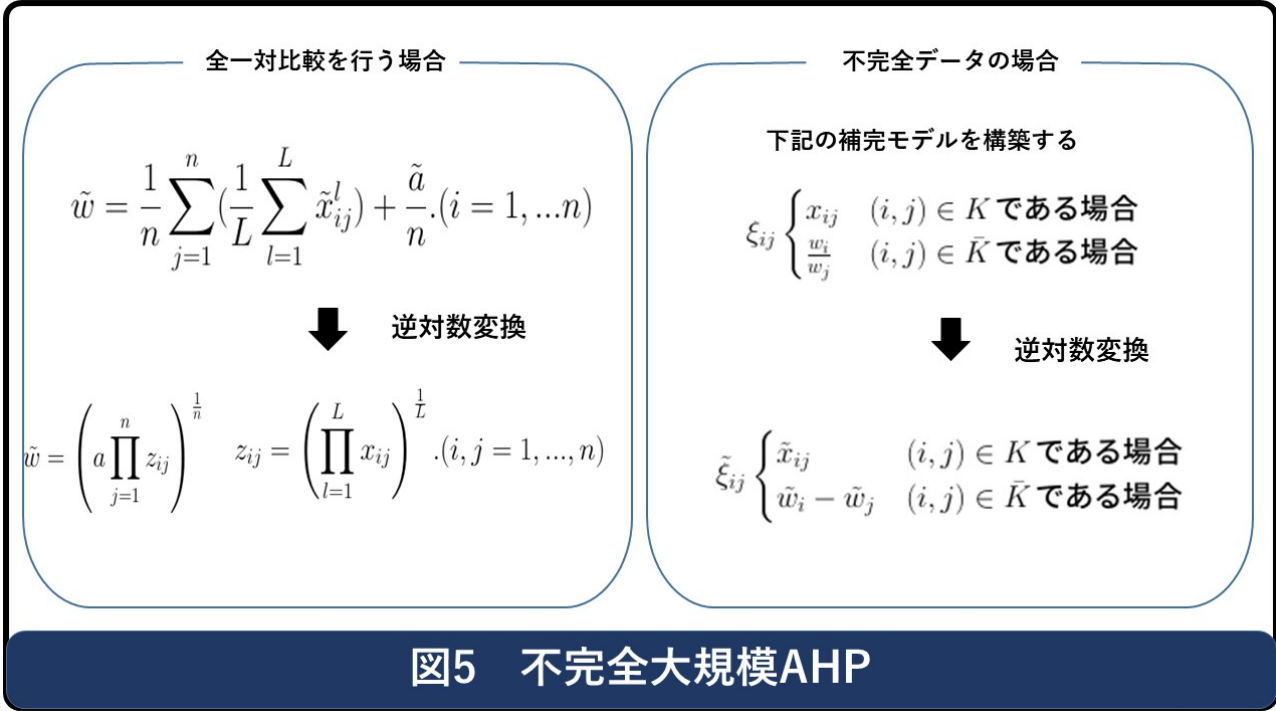 全一対比較を行う場合
w̃ = 1/n ∑_{j=1}^{n} (1/L ∑_{l=1}^{L} x̃_{ij}^{l}) + ã/n .(i = 1, ...n)
逆対数変換
w̃ = (a ∏_{j=1}^{n} z_{ij})^{1/n} z_{ij} = (∏_{l=1}^{L} x_{ij})^{1/L} .(i, j = 1, ..., n)
不完全データの場合
下記の補完モデルを構築する
ξ_{ij} { x_{ij} (i, j) ∈ K である場合
w_i/w_j (i, j) ∈ K̄ である場合
逆対数変換
ξ̃_{ij} { x̃_{ij} (i, j) ∈ K である場合
w̃_i − w̃_j (i, j) ∈ K̄ である場合
図5 不完全大規模AHP